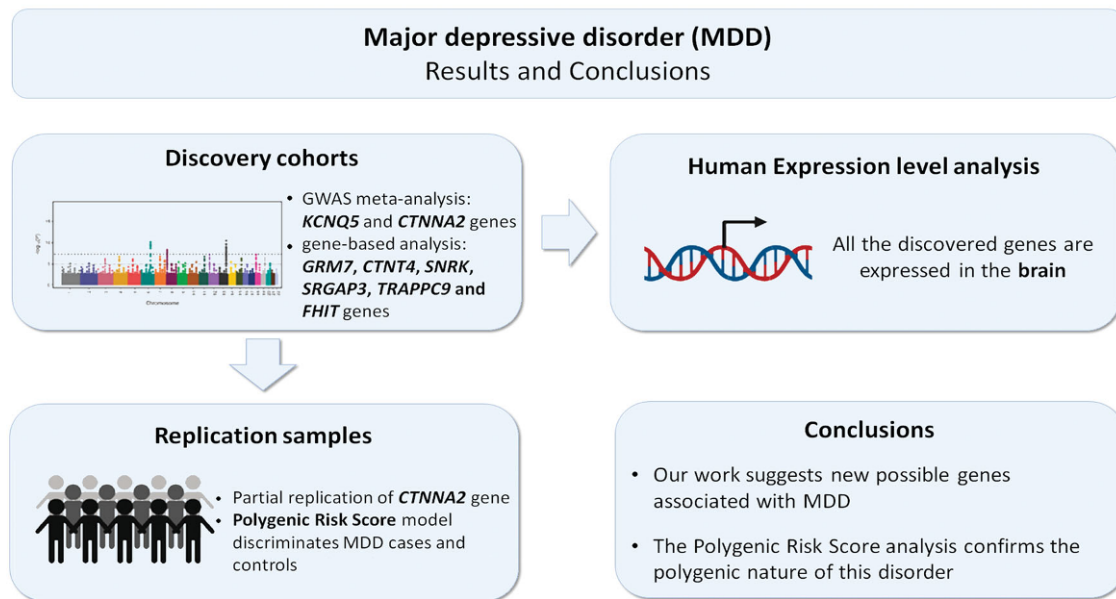 Major depressive disorder (MDD)
Results and Conclusions
Discovery cohorts
• GWAS meta-analysis:
KCNQ5 and CTNNA2 genes
• gene-based analysis:
GRM7, CTNT4, SNRK,
SRGAP3, TRAPPC9 and
FHIT genes
Chromosome
Human Expression level analysis
All the discovered genes are
expressed in the brain
Replication samples
• Partial replication of CTNNA2 gene
• Polygenic Risk Score model
discriminates MDD cases and
controls
Conclusions
• Our work suggests new possible genes
associated with MDD
• The Polygenic Risk Score analysis confirms the
polygenic nature of this disorder